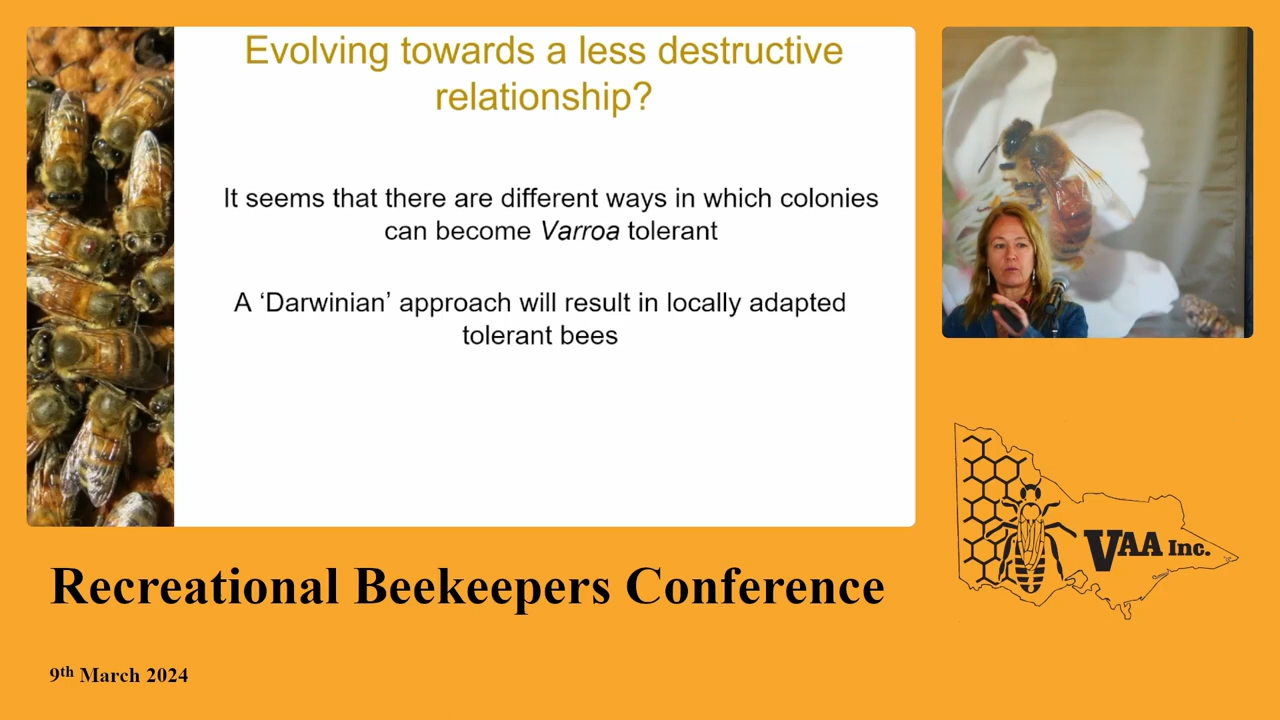 Evolving towards a less destructive
relationship?
It seems that there are different ways in which colonies
can become Varroa tolerant
A ‘Darwinian’ approach will result in locally adapted
tolerant bees
VAA Inc.
Recreational Beekeepers Conference
9th March 2024